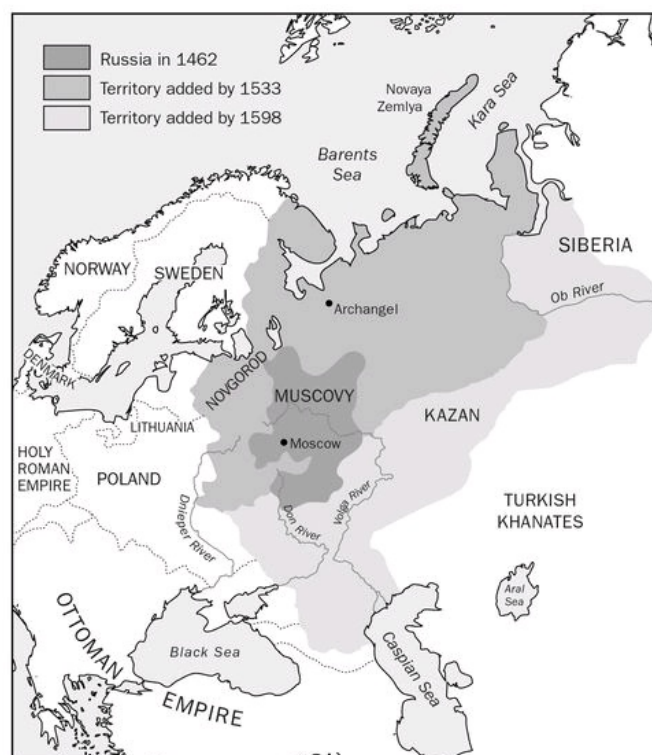 Russia in 1462
Territory added by 1533
Territory added by 1598
Novaya
Zemlya
Kara Sea
Barents
Sea
NORWAY
SWEDEN
SIBERIA
Ob River
Archangel
DENMARK
NOVGOROD
MUSCOVY
KAZAN
LITHUANIA
Moscow
HOLY
ROMAN
EMPIRE
POLAND
Dnieper River
Don River
Volga River
TURKISH
KHANATES
Aral
Sea
OTTOMAN
EMPIRE
Black Sea
Caspian Sea